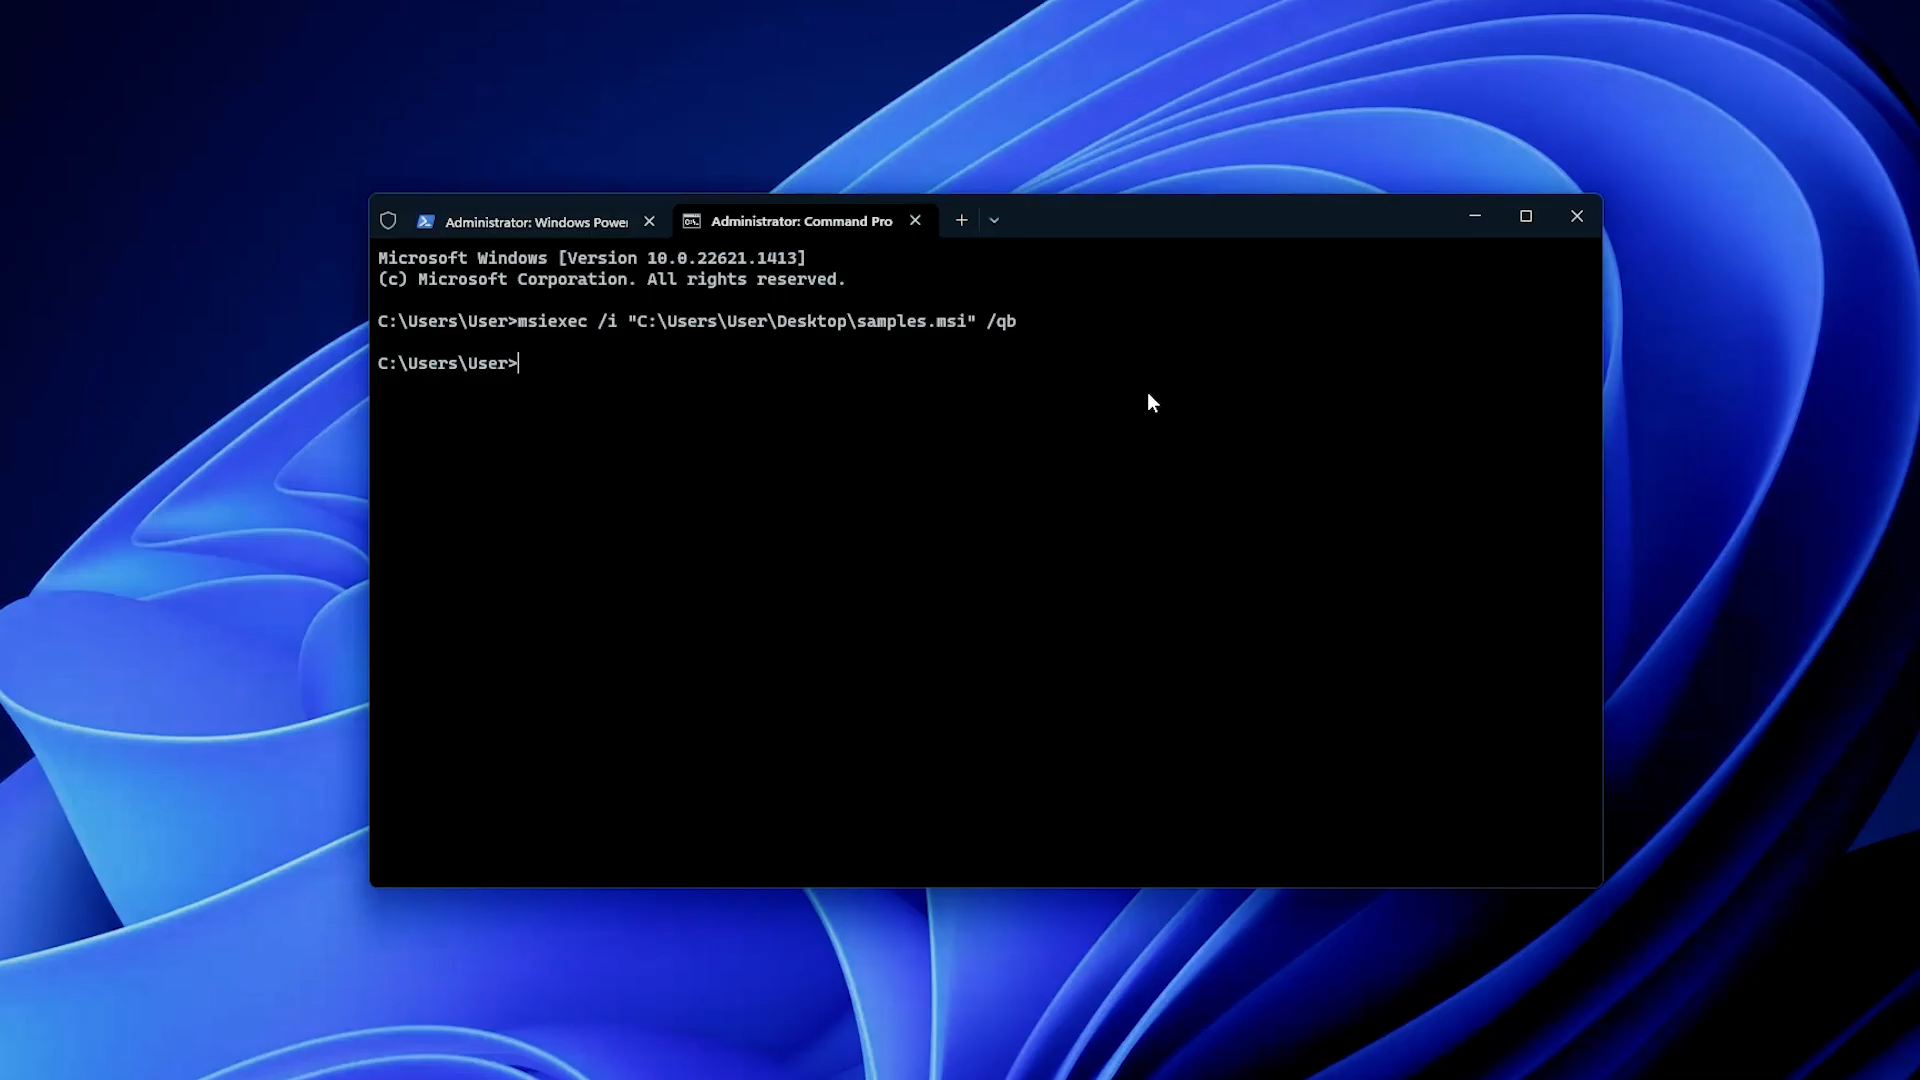 Administrator: Windows Power
Administrator: Command Pro
Microsoft Windows [Version 10.0.22621.1413]
(c) Microsoft Corporation. All rights reserved.
C:\Users\User>msiexec /i "C:\Users\User\Desktop\samples.msi" /qb
C:\Users\User>